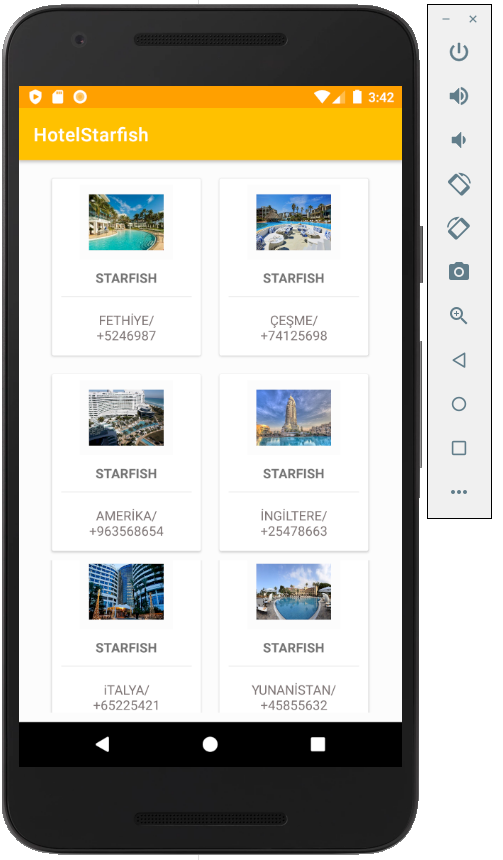 3:42
HotelStarfish
STARFISH
FETHİYE/
+5246987
STARFISH
ÇEŞME/
+74125698
STARFISH
AMERİKA/
+963568654
STARFISH
İNGİLTERE/
+25478663
STARFISH
iTALYA/
+65225421
STARFISH
YUNANİSTAN/
+45855632